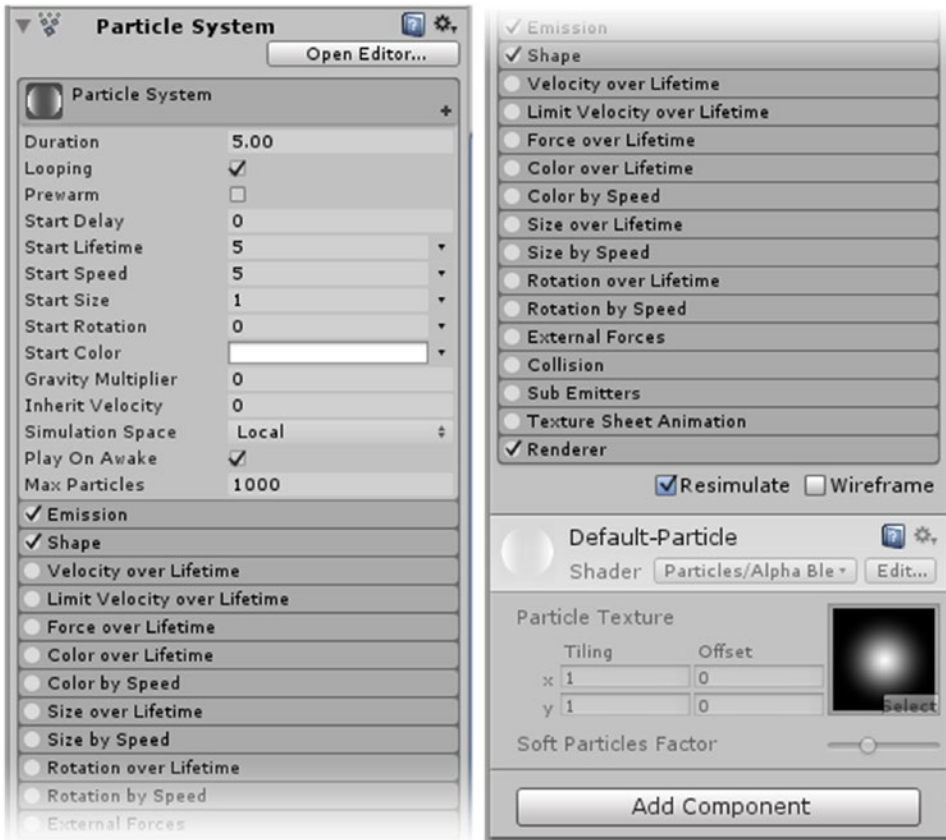 Particle System
Open Editor...
Particle System
Duration 5.00
Looping
Prewarm
Start Delay 0
Start Lifetime 5
Start Speed 5
Start Size 1
Start Rotation 0
Start Color
Gravity Multiplier 0
Inherit Velocity 0
Simulation Space Local
Play On Awake
Max Particles 1000
Emission
Shape
Velocity over Lifetime
Limit Velocity over Lifetime
Force over Lifetime
Color over Lifetime
Color by Speed
Size over Lifetime
Size by Speed
Rotation over Lifetime
Rotation by Speed
External Forces
Emission
Shape
Velocity over Lifetime
Limit Velocity over Lifetime
Force over Lifetime
Color over Lifetime
Color by Speed
Size over Lifetime
Size by Speed
Rotation over Lifetime
Rotation by Speed
External Forces
Collision
Sub Emitters
Texture Sheet Animation
Renderer
Resimulate Wireframe
Default-Particle
Shader Particles/Alpha Ble Edit...
Particle Texture
Tiling Offset
x 1 0
y 1 0
Select
Soft Particles Factor
Add Component